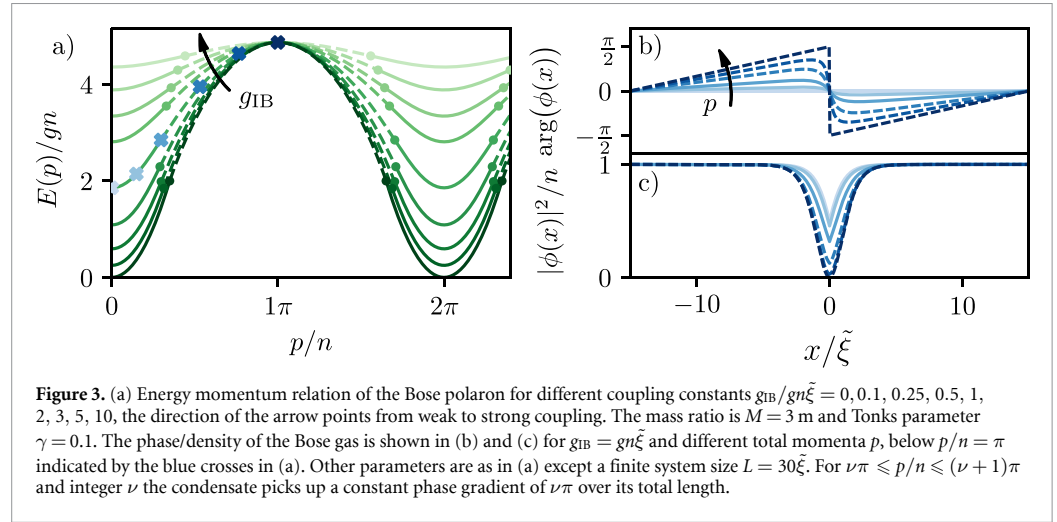 a)
E(p)/gn
4
2
0
g_IB
0
1π
2π
p/n
b)
arg(ϕ(x))
π/2
0
−π/2
p
c)
|ϕ(x)|²/n
1
0
−10
0
10
x/ξ̃
Figure 3. (a) Energy momentum relation of the Bose polaron for different coupling constants g_IB/gnξ̃ = 0, 0.1, 0.25, 0.5, 1,
2, 3, 5, 10, the direction of the arrow points from weak to strong coupling. The mass ratio is M = 3 m and Tonks parameter
γ = 0.1. The phase/density of the Bose gas is shown in (b) and (c) for g_IB = gnξ̃ and different total momenta p, below p/n = π
indicated by the blue crosses in (a). Other parameters are as in (a) except a finite system size L = 30ξ̃. For νπ ⩽ p/n ⩽ (ν + 1)π
and integer ν the condensate picks up a constant phase gradient of νπ over its total length.